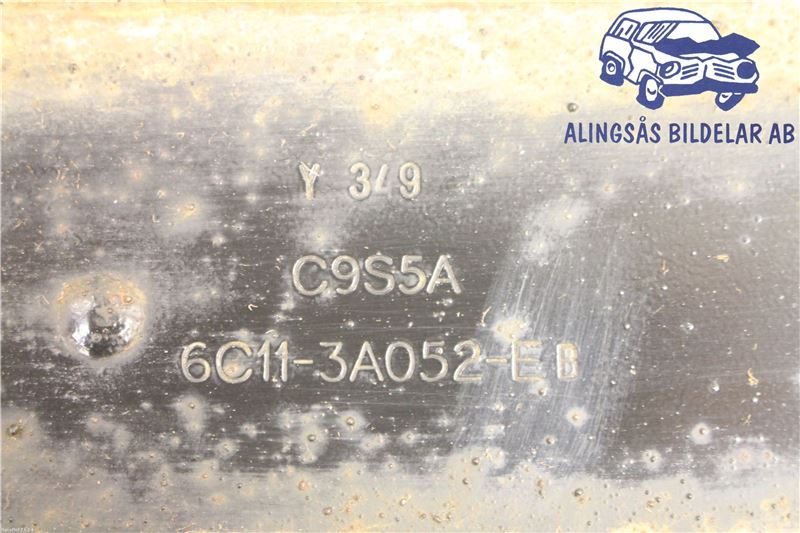 ALINGSÅS BILDELAR AB
Y 349
C9S5A
6C11-3A052-EB